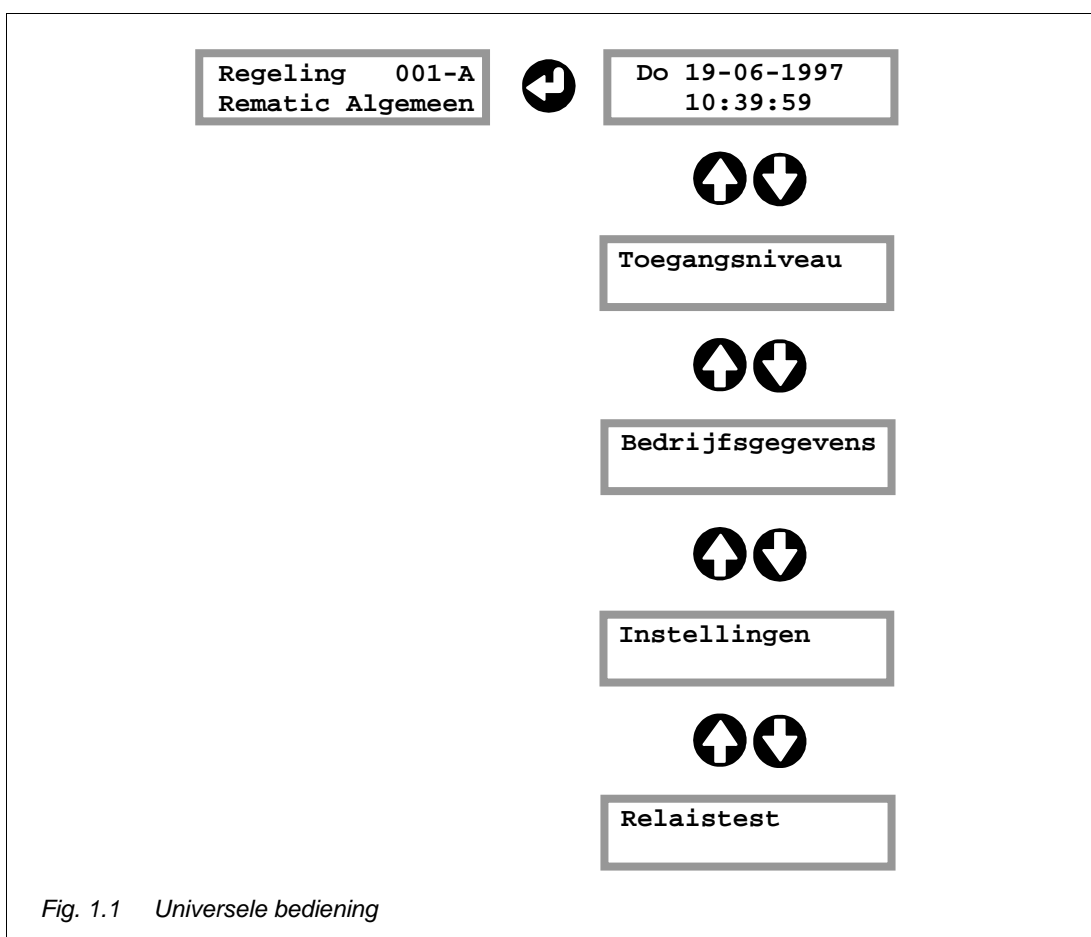 Regeling 001-A
Rematic Algemeen
Do 19-06-1997
10:39:59
Toegangsniveau
Bedrijfsgegevens
Instellingen
Relaistest
Fig. 1.1 Universele bediening